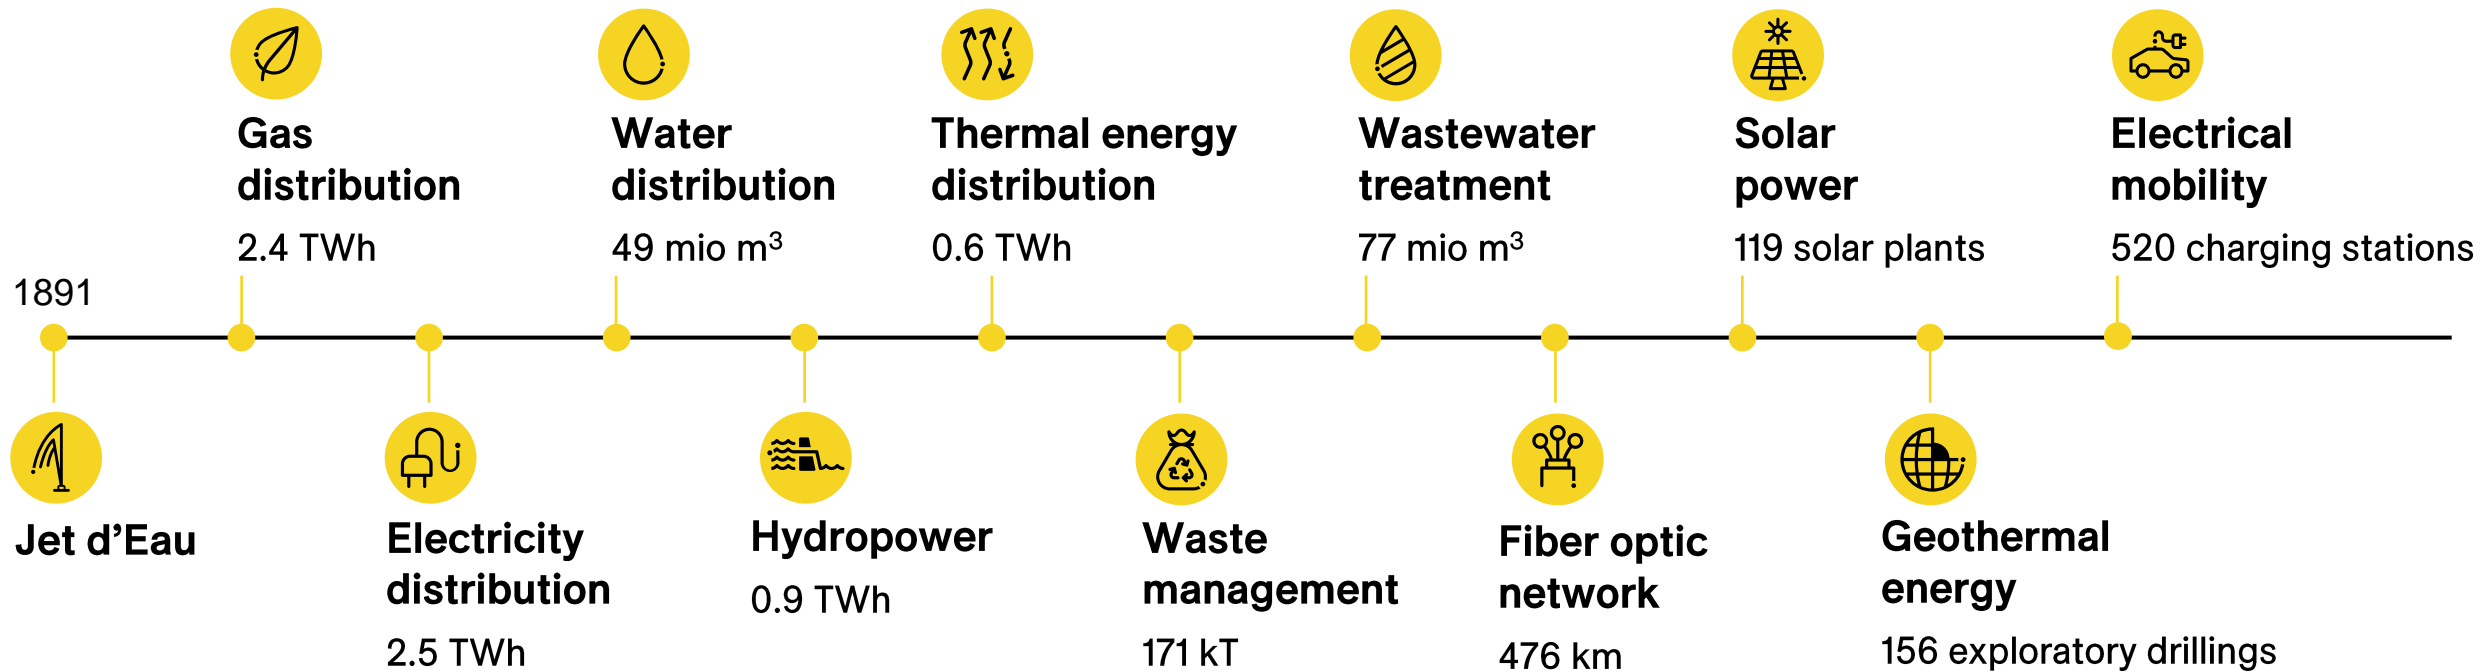 1891
Jet d’Eau
Gas
distribution
2.4 TWh
Electricity
distribution
2.5 TWh
Water
distribution
49 mio m³
Hydropower
0.9 TWh
Thermal energy
distribution
0.6 TWh
Waste
management
171 kT
Wastewater
treatment
77 mio m³
Fiber optic
network
476 km
Solar
power
119 solar plants
Geothermal
energy
156 exploratory drillings
Electrical
mobility
520 charging stations